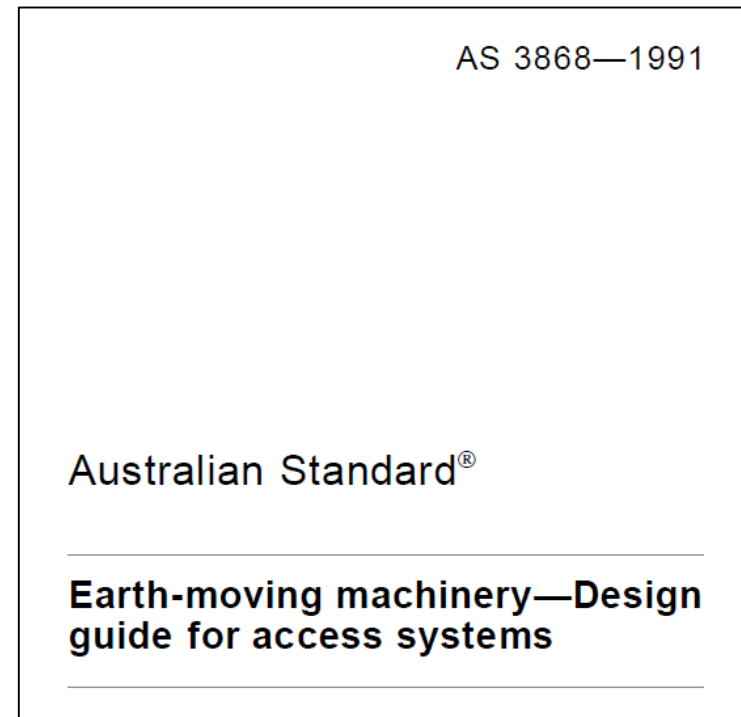 AS 3868—1991
Australian Standard®
Earth-moving machinery—Design
guide for access systems